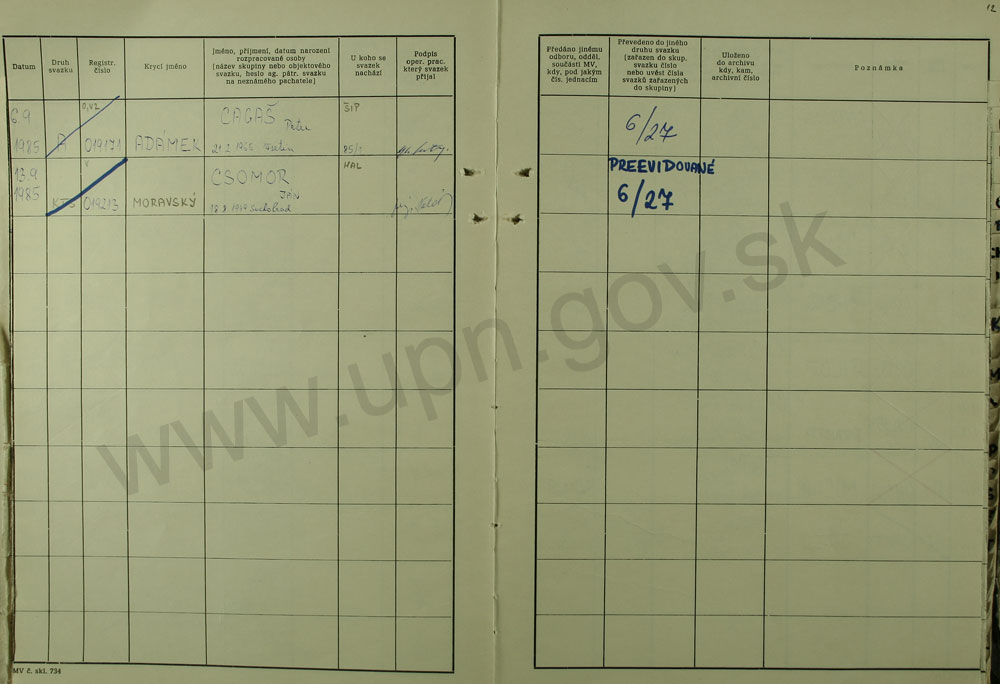 12
Datum
Druh
svazku
Registr.
číslo
Krycí jméno
Jméno, příjmení, datum narození
rozpracované osoby
(název skupiny nebo objektového
svazku, heslo ag. pátr. svazku
na neznámého pachatele)
U koho se
svazek
nachází
Podpis
oper. prac.
který svazek
přijal
Předáno jinému
odboru, odděl.
součásti MV,
kdy, pod jakým
čís. jednacím
Převedeno do jiného
druhu svazku
(zařazen do skup.
svazku číslo
nebo uvést čísla
svazků zařazených
do skupiny)
Uloženo
do archivu
kdy, kam,
archivní číslo
Poznámka
6.9
1985
A
019171
ADÁMEK
CAGAŠ
Peter
85/1
6/27
13.9
1985
KTS
019213
MORAVSKÝ
CSOMOR
JÁN
HAL
PREEVIDOVANÉ
6/27
MV č. skl. 734
www.upn.gov.sk